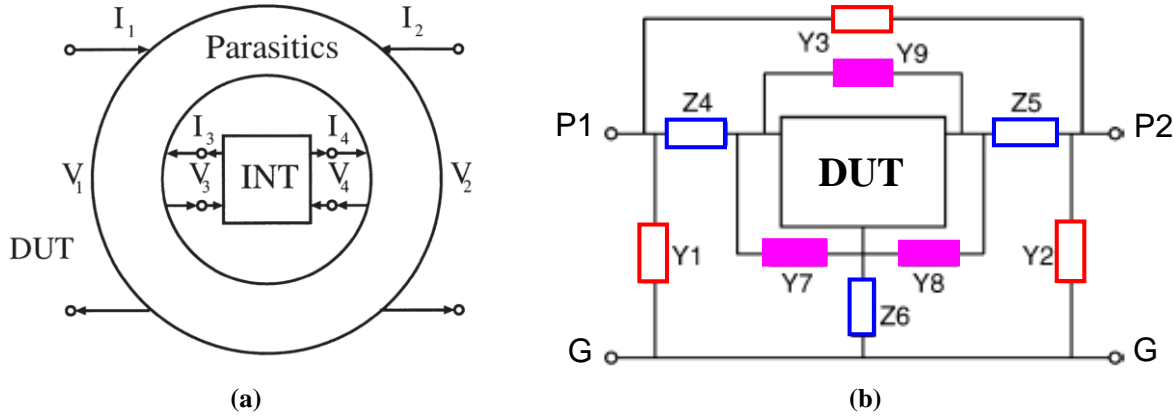 I1
I2
Parasitics
I3
I4
V1
V3
INT
V4
V2
DUT
(a)
Y3
Y9
Z4
Z5
P1
P2
DUT
Y1
Y7
Y8
Y2
Z6
G
G
(b)